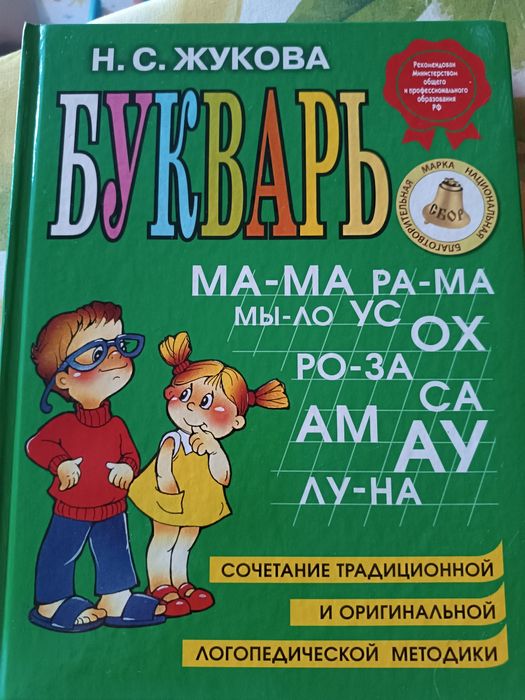 Н. С. ЖУКОВА
Рекомендован
Министерством
общего
и профессионального
образования
РФ
БУКВАРЬ
БЛАГОТВОРИТЕЛЬНАЯ МАРКА НАЦИОНАЛЬНАЯ
СБОР
МА-МА РА-МА
МЫ-ЛО УС
ОХ
РО-ЗА
СА
АМ АУ
ЛУ-НА
СОЧЕТАНИЕ ТРАДИЦИОННОЙ
И ОРИГИНАЛЬНОЙ
ЛОГОПЕДИЧЕСКОЙ МЕТОДИКИ